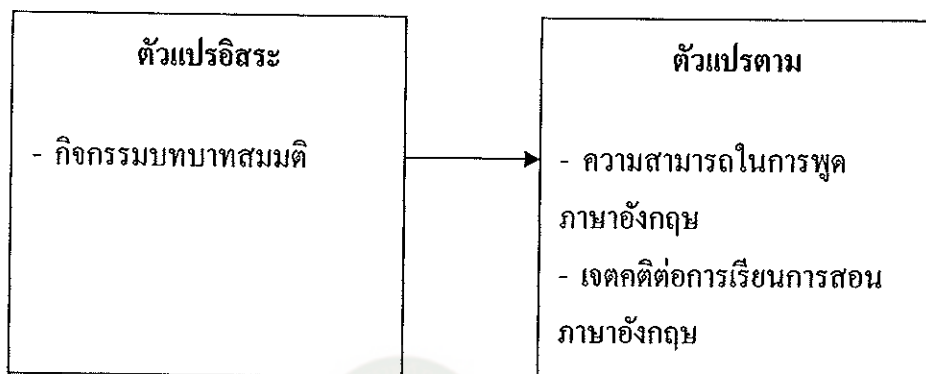 ตัวแปรอิสระ
- กิจกรรมบทบาทสมมติ
ตัวแปรตาม
- ความสามารถในการพูด
ภาษาอังกฤษ
- เจตคติต่อการเรียนการสอน
ภาษาอังกฤษ